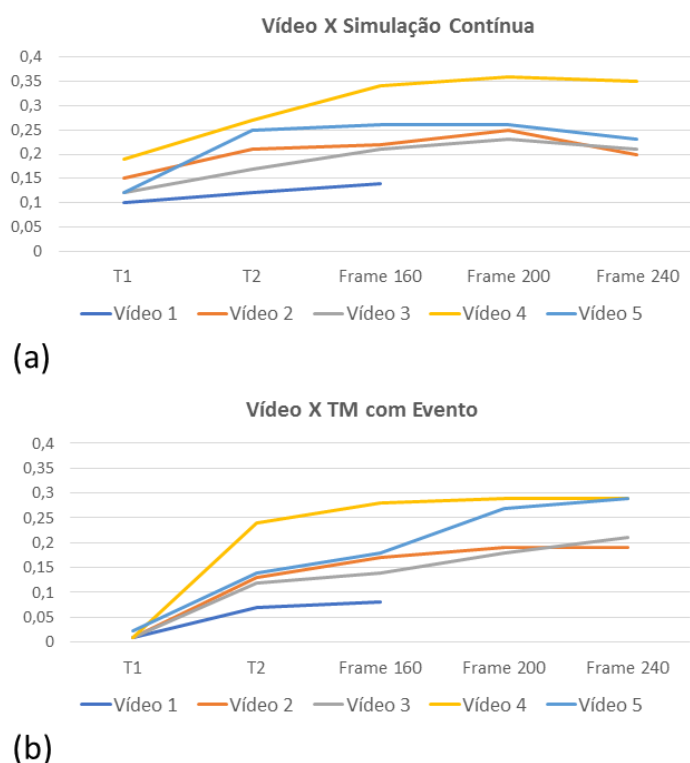 Vídeo X Simulação Contínua
0,4
0,35
0,3
0,25
0,2
0,15
0,1
0,05
0
T1 T2 Frame 160 Frame 200 Frame 240
Vídeo 1 Vídeo 2 Vídeo 3 Vídeo 4 Vídeo 5
(a)
Vídeo X TM com Evento
0,4
0,35
0,3
0,25
0,2
0,15
0,1
0,05
0
T1 T2 Frame 160 Frame 200 Frame 240
Vídeo 1 Vídeo 2 Vídeo 3 Vídeo 4 Vídeo 5
(b)